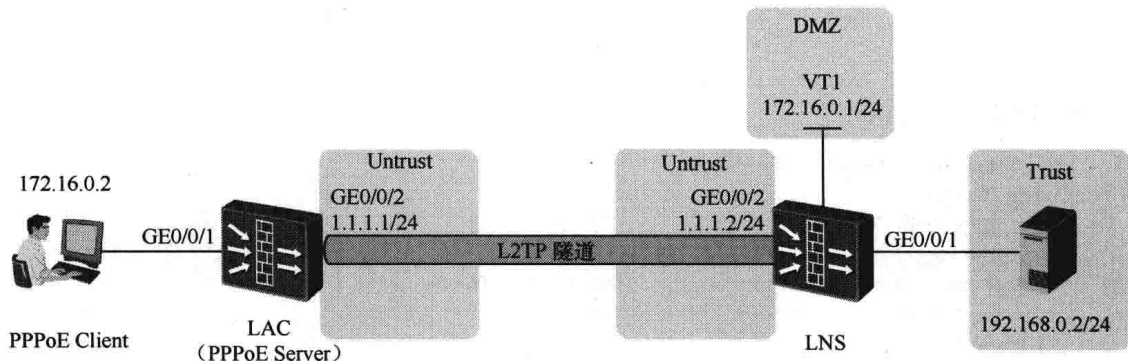 DMZ
VT1
172.16.0.1/24
Untrust
Untrust
Trust
172.16.0.2
GE0/0/2
1.1.1.1/24
GE0/0/2
1.1.1.2/24
GE0/0/1
L2TP 隧道
GE0/0/1
PPPoE Client
LAC
（PPPoE Server）
LNS
192.168.0.2/24